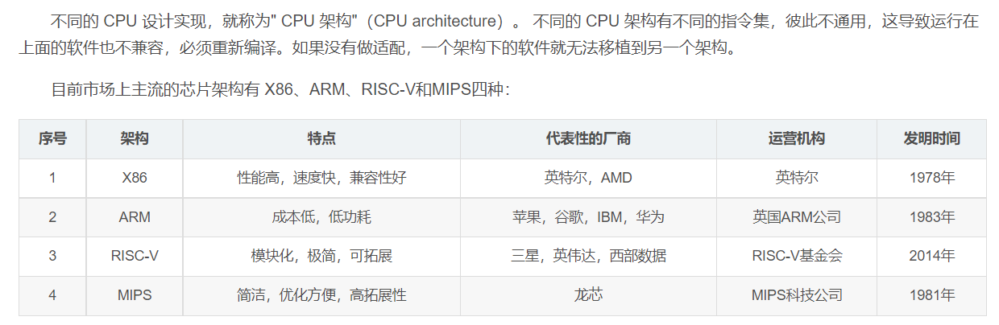 不同的 CPU 设计实现，就称为" CPU 架构"（CPU architecture）。 不同的 CPU 架构有不同的指令集，彼此不通用，这导致运行在
上面的软件也不兼容，必须重新编译。如果没有做适配，一个架构下的软件就无法移植到另一个架构。
目前市场上主流的芯片架构有 X86、ARM、RISC-V和MIPS四种：
序号 架构 特点 代表性的厂商 运营机构 发明时间
1 X86 性能高，速度快，兼容性好 英特尔，AMD 英特尔 1978年
2 ARM 成本低，低功耗 苹果，谷歌，IBM，华为 英国ARM公司 1983年
3 RISC-V 模块化，极简，可拓展 三星，英伟达，西部数据 RISC-V基金会 2014年
4 MIPS 简洁，优化方便，高拓展性 龙芯 MIPS科技公司 1981年